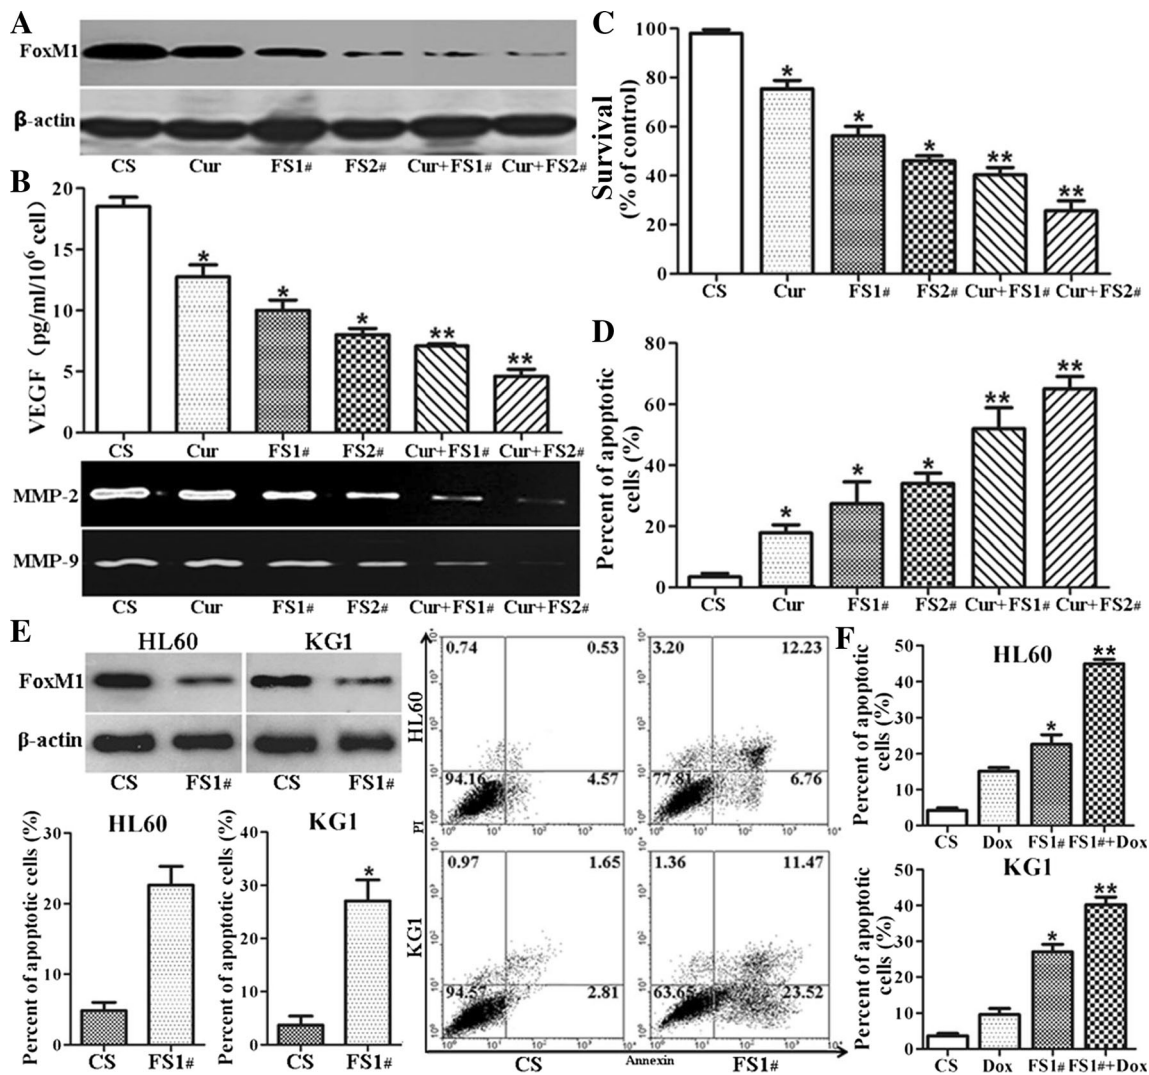 A
FoxM1
β-actin
CS Cur FS1# FS2# Cur+FS1# Cur+FS2#
B
VEGF (pg/ml/10⁶ cell)
20
15
10
5
0
* * * ** **
CS Cur FS1# FS2# Cur+FS1# Cur+FS2#
MMP-2
MMP-9
CS Cur FS1# FS2# Cur+FS1# Cur+FS2#
C
Survival
(% of control)
100
80
60
40
20
0
* * * ** **
CS Cur FS1# FS2# Cur+FS1# Cur+FS2#
D
Percent of apoptotic
cells (%)
80
60
40
20
0
* * * ** **
CS Cur FS1# FS2# Cur+FS1# Cur+FS2#
E
HL60 KG1
FoxM1
β-actin
CS FS1# CS FS1#
HL60
Percent of apoptotic cells (%)
30
20
10
0
CS FS1#
KG1
Percent of apoptotic cells (%)
40
30
20
10
0
*
CS FS1#
HL60
0.74 0.53
94.16 4.57
3.20 12.23
77.81 6.76
PI
KG1
0.97 1.65
94.57 2.81
1.36 11.47
63.65 23.52
10⁰ 10¹ 10² 10³ 10⁴
CS Annexin FS1#
F
HL60
Percent of apoptotic
cells (%)
50
40
30
20
10
0
* **
CS Dox FS1# FS1#+Dox
KG1
Percent of apoptotic
cells (%)
50
40
30
20
10
0
* **
CS Dox FS1# FS1#+Dox